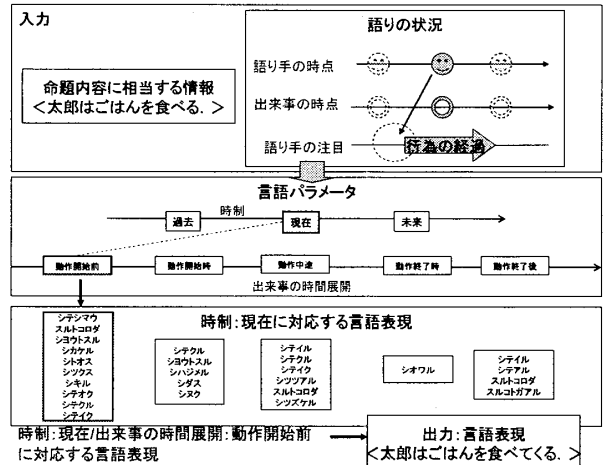 入力
語りの状況
語り手の時点
命題内容に相当する情報
<太郎はごはんを食べる.>
出来事の時点
語り手の注目
行為の経過
言語パラメータ
時制
過去
現在
未来
動作開始前
動作開始時
動作中途
動作終了時
動作終了後
出来事の時間展開
時制:現在に対応する言語表現
シテシマウ
スルトコロダ
ショウトスル
シカケル
シトオス
シツクス
シキル
シテオク
シテクル
シテイク
シテクル
ショウトスル
シハジメル
シダス
シヌク
シテイル
シテクル
シテイク
シツツアル
スルトコロダ
シツズケル
シオワル
シテイル
シテアル
スルトコロダ
スルコトガアル
時制:現在/出来事の時間展開:動作開始前
に対応する言語表現
出力:言語表現
<太郎はごはんを食べてくる.>